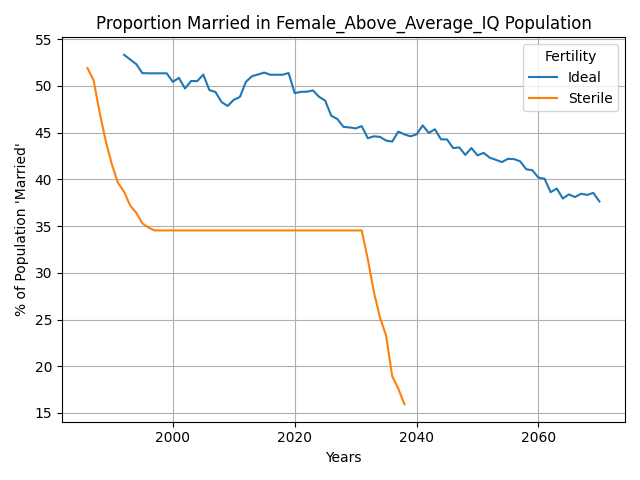 Proportion Married in Female_Above_Average_IQ Population
% of Population 'Married'
55
50
45
40
35
30
25
20
15
2000 2020 2040 2060
Years
Fertility
Ideal
Sterile